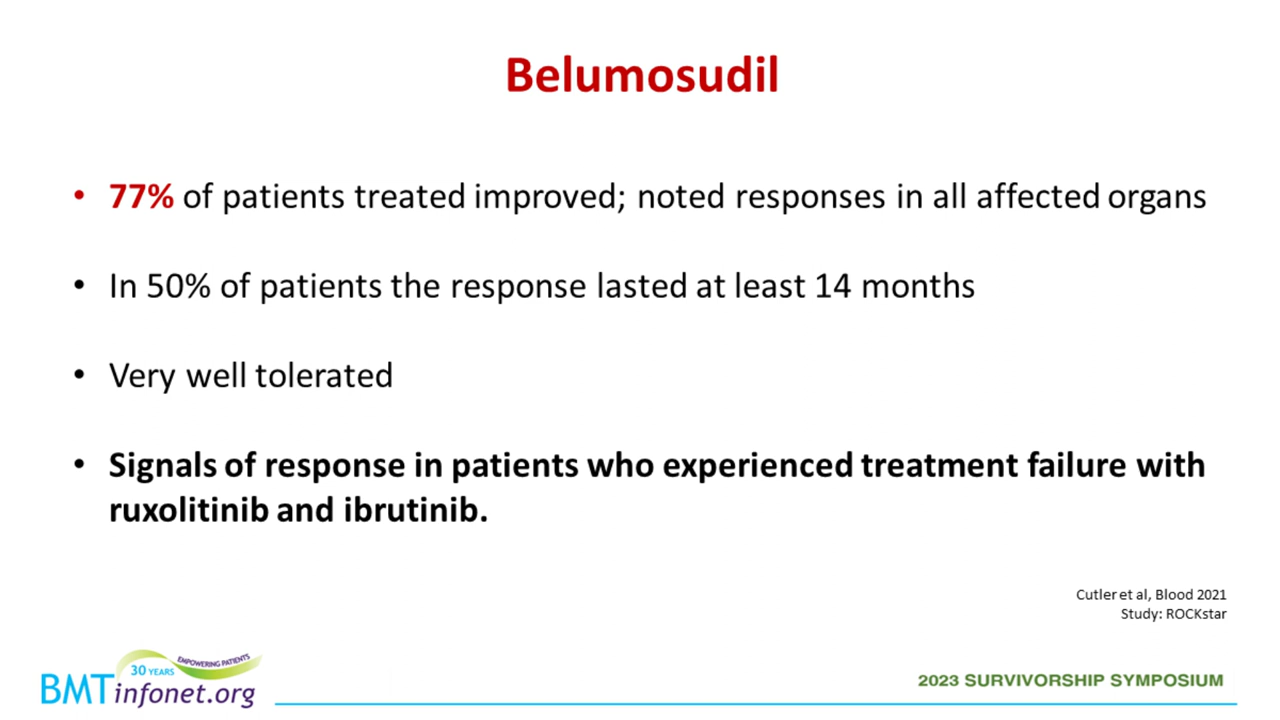 Belumosudil
• 77% of patients treated improved; noted responses in all affected organs
• In 50% of patients the response lasted at least 14 months
• Very well tolerated
• Signals of response in patients who experienced treatment failure with
ruxolitinib and ibrutinib.
Cutler et al, Blood 2021
Study: ROCKstar
30 YEARS EMPOWERING PATIENTS
BMTinfonet.org
2023 SURVIVORSHIP SYMPOSIUM